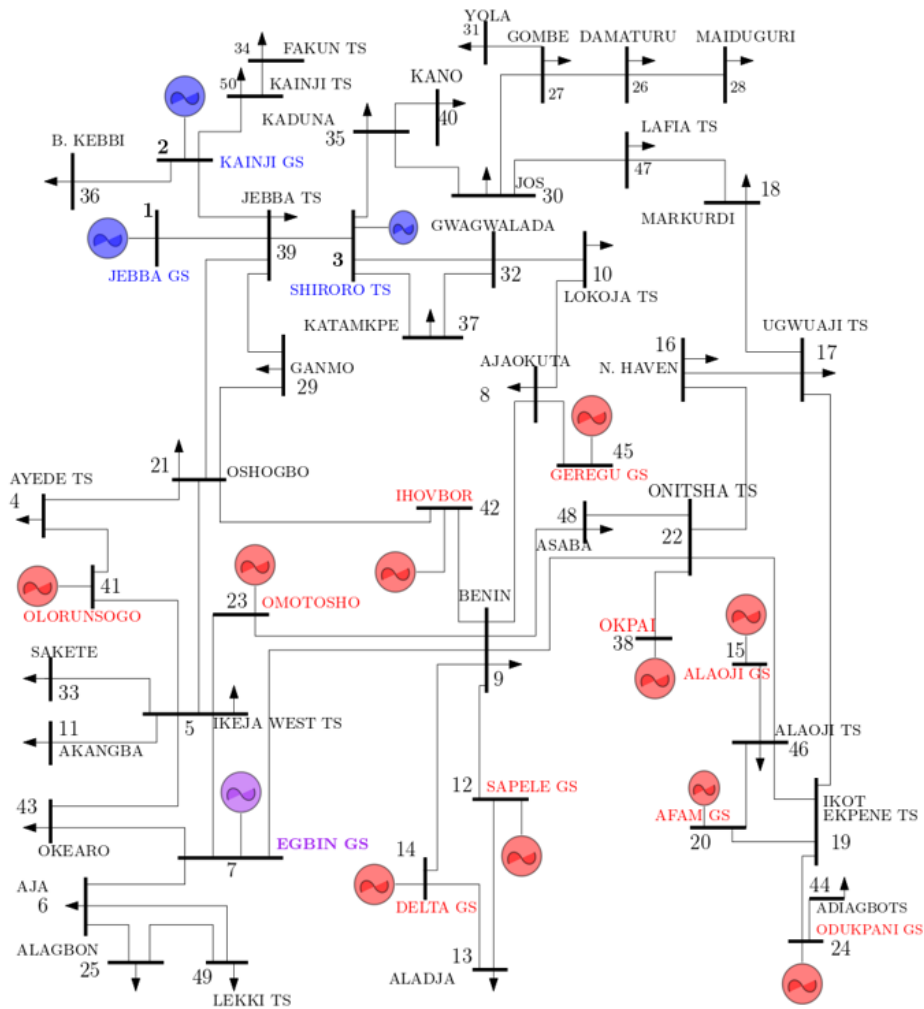 YOLA
31
GOMBE
DAMATURU
MAIDUGURI
34
FAKUN TS
50
KAINJI TS
KANO
40
27
26
28
KADUNA
35
B. KEBBI
36
2
KAINJI GS
LAFIA TS
47
JOS
30
18
MARKURDI
JEBBA TS
39
1
JEBBA GS
3
SHIRORO TS
GWAGWALADA
32
10
LOKOJA TS
KATAMKPE
37
UGWUAJI TS
17
16
N. HAVEN
GANMO
29
AJAOKUTA
8
45
GEREGU GS
21
OSHOGBO
AYEDE TS
4
IHOVBOR
42
ONITSHA TS
22
48
ASABA
41
OLORUNSOGO
23
OMOTOSHO
BENIN
9
OKPAI
38
15
ALAOJI GS
SAKETE
33
11
AKANGBA
5
IKEJA WEST TS
ALAOJI TS
46
12
SAPELE GS
43
OKEARO
EGBIN GS
7
AFAM GS
20
IKOT
EKPENE TS
19
14
DELTA GS
AJA
6
44
ADIAGBOTS
ODUKPANI GS
24
ALAGBON
25
49
LEKKI TS
13
ALADJA